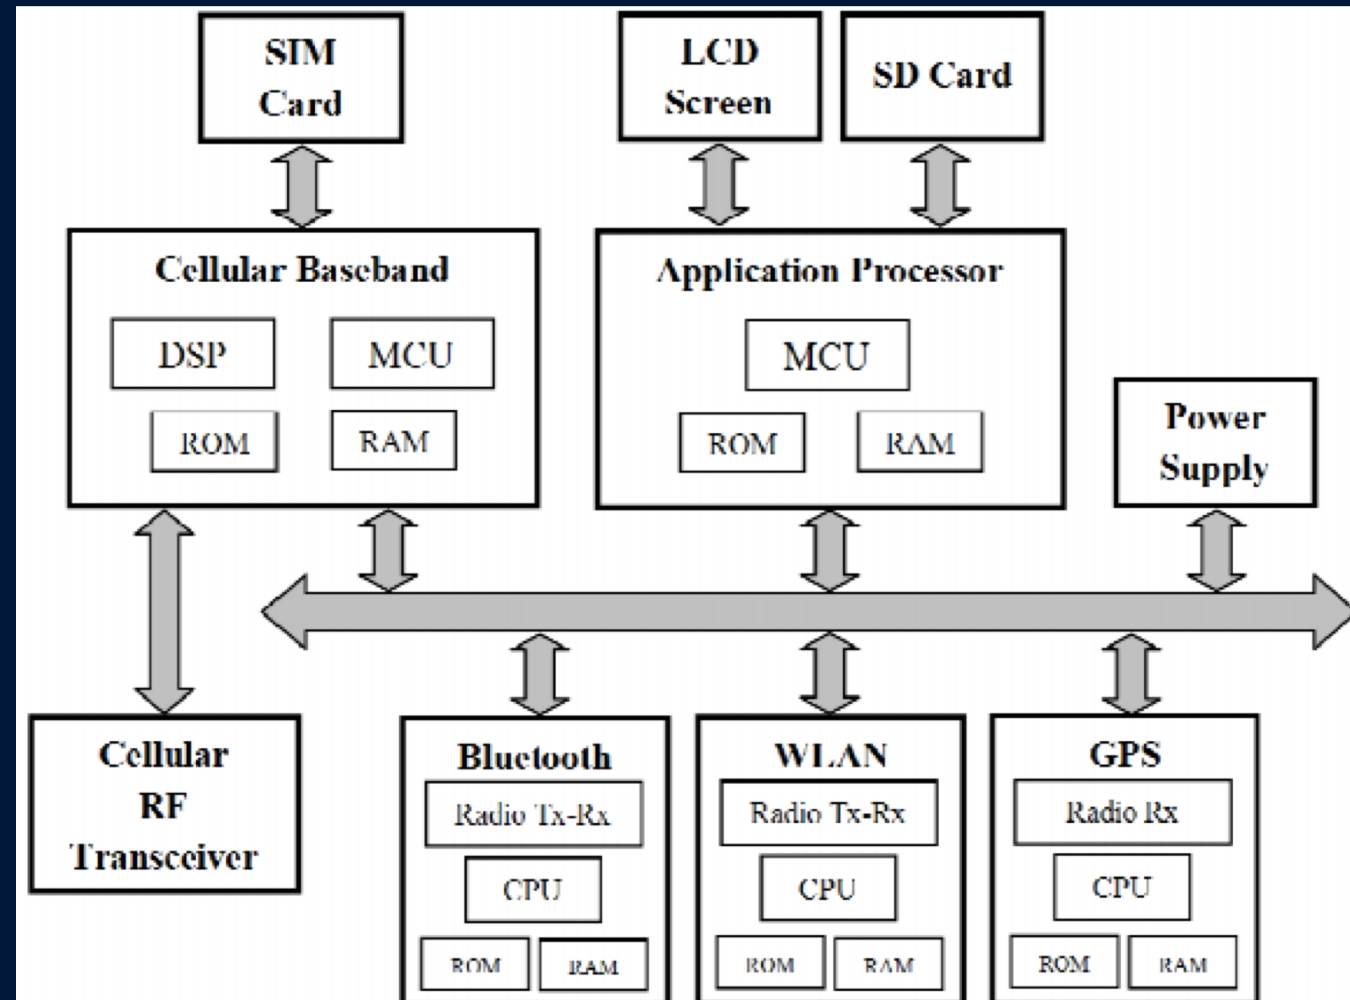 SIM
Card
LCD
Screen
SD Card
Cellular Baseband
DSP
MCU
ROM
RAM
Application Processor
MCU
ROM
RAM
Power
Supply
Cellular
RF
Transceiver
Bluetooth
Radio Tx-Rx
CPU
ROM
RAM
WLAN
Radio Tx-Rx
CPU
ROM
RAM
GPS
Radio Rx
CPU
ROM
RAM